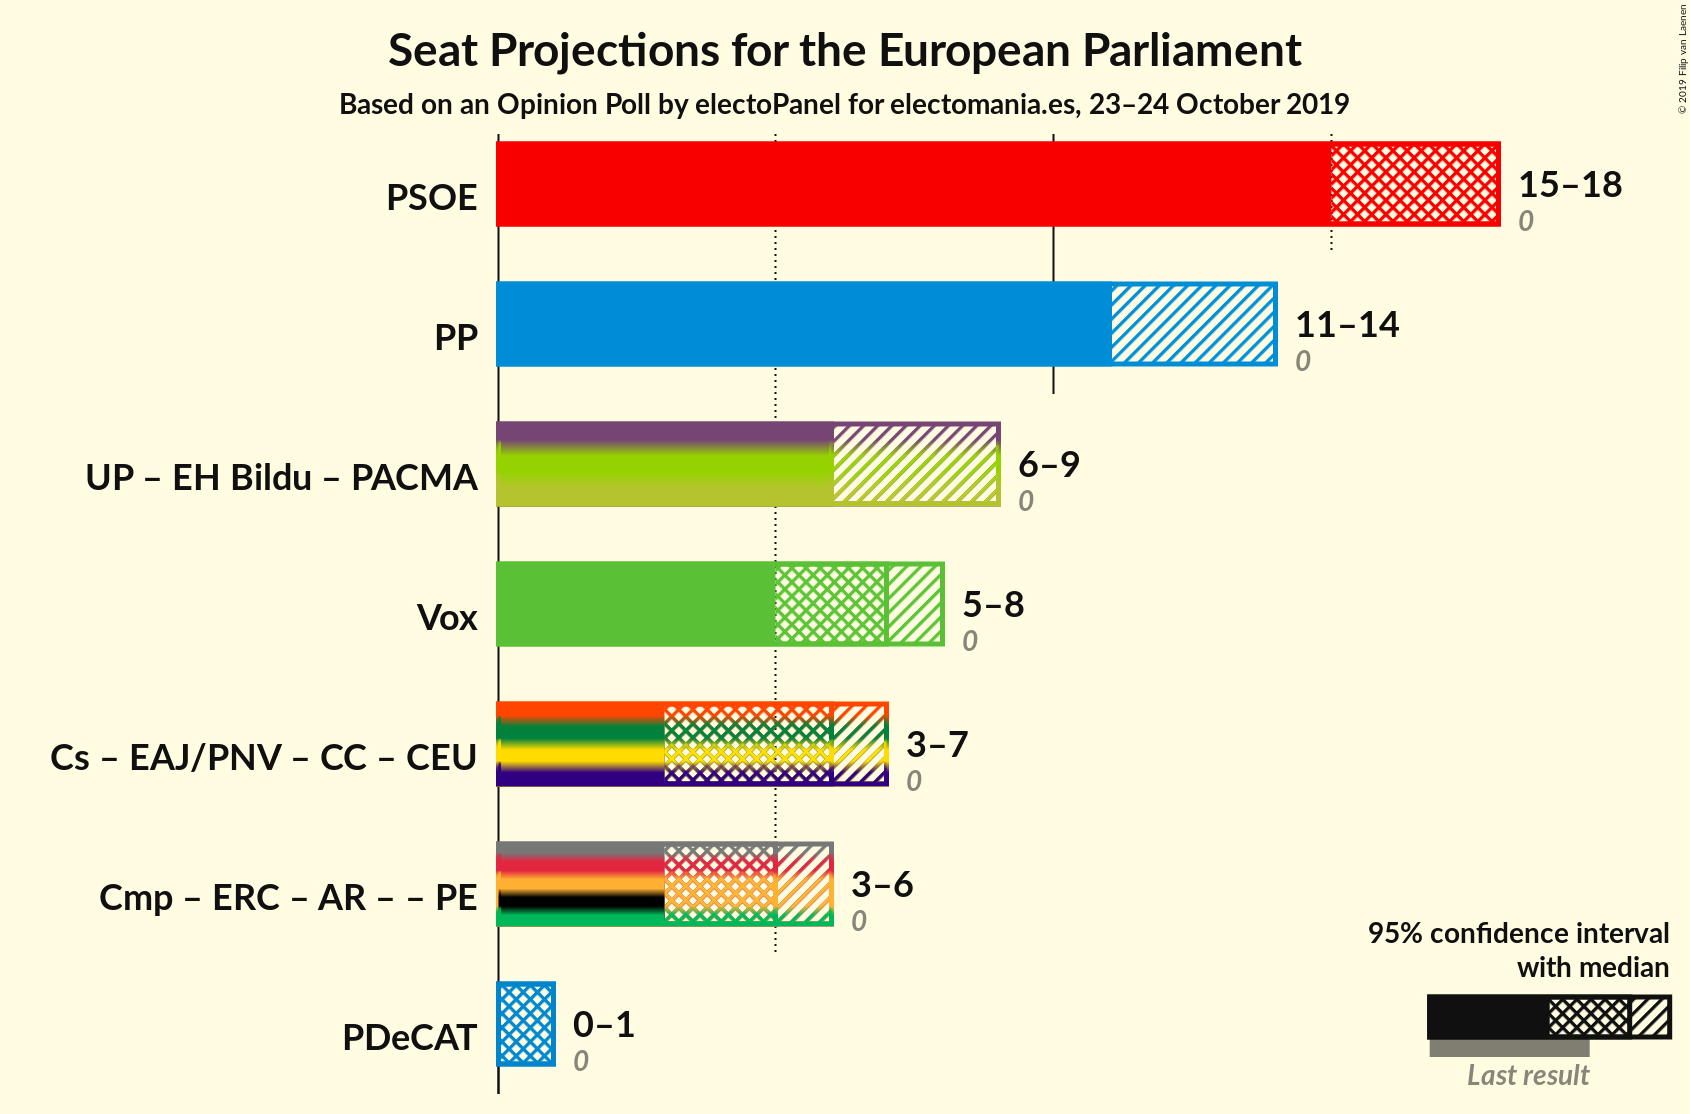 Seat Projections for the European Parliament
Based on an Opinion Poll by electoPanel for electomania.es, 23–24 October 2019
© 2019 Filip van Laenen
PSOE
15–18
0
PP
11–14
0
UP – EH Bildu – PACMA
6–9
0
Vox
5–8
0
Cs – EAJ/PNV – CC – CEU
3–7
0
Cmp – ERC – AR – – PE
3–6
0
PDeCAT
0–1
0
95% confidence interval
with median
Last result